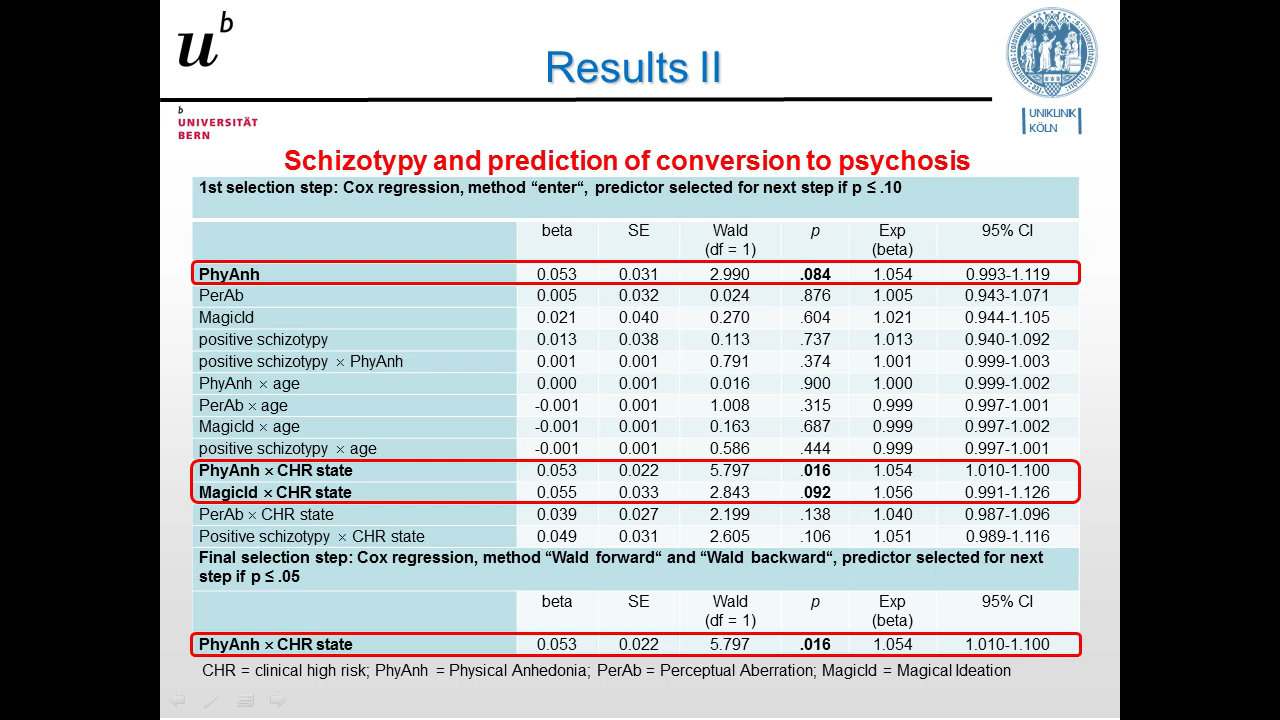 u b
Results II
b
UNIVERSITÄT
BERN
UNIKLINIK
KÖLN
Schizotypy and prediction of conversion to psychosis
1st selection step: Cox regression, method “enter“, predictor selected for next step if p ≤ .10
beta SE Wald (df = 1) p Exp (beta) 95% CI
PhyAnh 0.053 0.031 2.990 .084 1.054 0.993-1.119
PerAb 0.005 0.032 0.024 .876 1.005 0.943-1.071
MagicId 0.021 0.040 0.270 .604 1.021 0.944-1.105
positive schizotypy 0.013 0.038 0.113 .737 1.013 0.940-1.092
positive schizotypy × PhyAnh 0.001 0.001 0.791 .374 1.001 0.999-1.003
PhyAnh × age 0.000 0.001 0.016 .900 1.000 0.999-1.002
PerAb × age -0.001 0.001 1.008 .315 0.999 0.997-1.001
MagicId × age -0.001 0.001 0.163 .687 0.999 0.997-1.002
positive schizotypy × age -0.001 0.001 0.586 .444 0.999 0.997-1.001
PhyAnh × CHR state 0.053 0.022 5.797 .016 1.054 1.010-1.100
MagicId × CHR state 0.055 0.033 2.843 .092 1.056 0.991-1.126
PerAb × CHR state 0.039 0.027 2.199 .138 1.040 0.987-1.096
Positive schizotypy × CHR state 0.049 0.031 2.605 .106 1.051 0.989-1.116
Final selection step: Cox regression, method “Wald forward“ and “Wald backward“, predictor selected for next
step if p ≤ .05
beta SE Wald (df = 1) p Exp (beta) 95% CI
PhyAnh × CHR state 0.053 0.022 5.797 .016 1.054 1.010-1.100
CHR = clinical high risk; PhyAnh = Physical Anhedonia; PerAb = Perceptual Aberration; MagicId = Magical Ideation